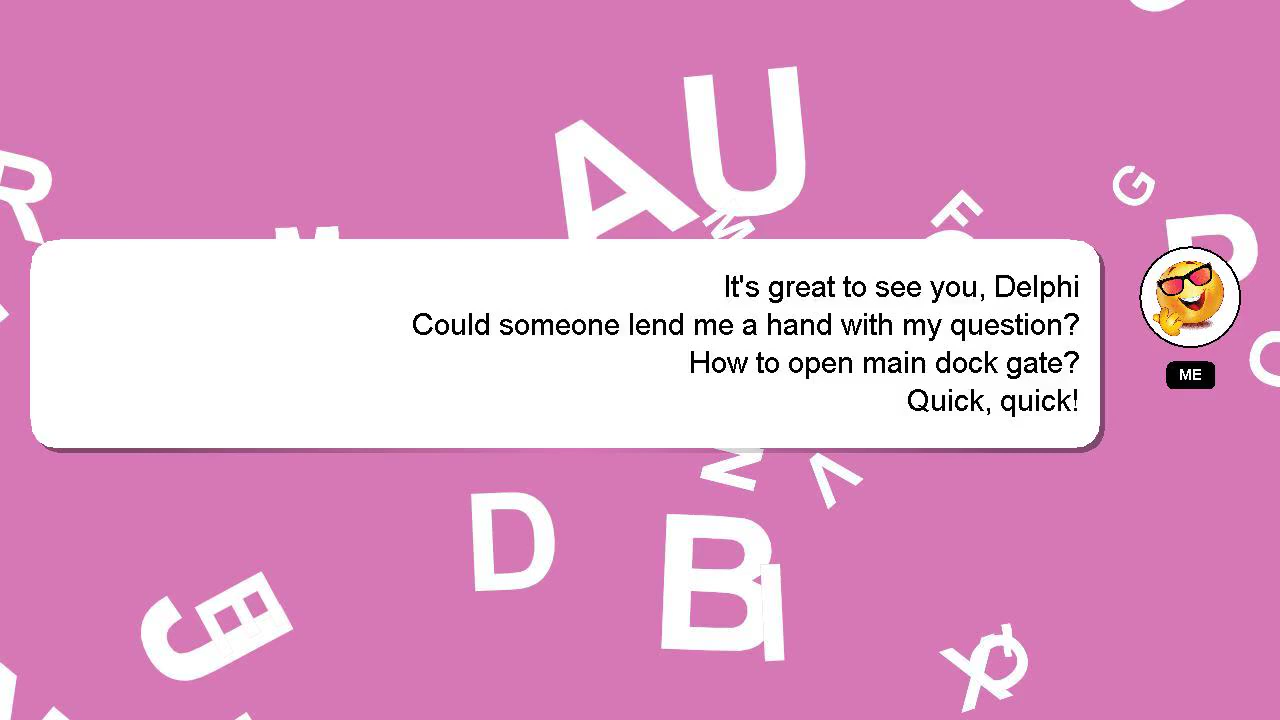 It's great to see you, Delphi
Could someone lend me a hand with my question?
How to open main dock gate?
Quick, quick!
ME